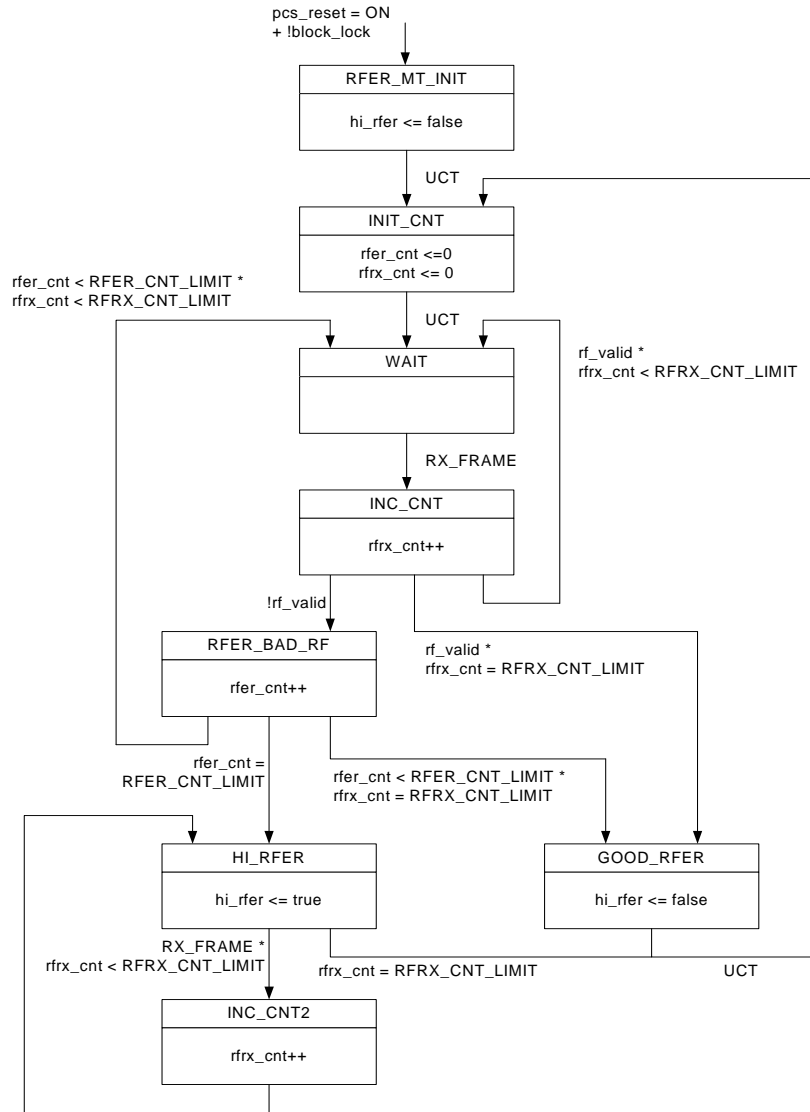 pcs_reset = ON
+ !block_lock
RFER_MT_INIT
hi_rfer <= false
UCT
INIT_CNT
rfer_cnt <=0
rfrx_cnt <= 0
rfer_cnt < RFER_CNT_LIMIT *
rfrx_cnt < RFRX_CNT_LIMIT
UCT
WAIT
rf_valid *
rfrx_cnt < RFRX_CNT_LIMIT
RX_FRAME
INC_CNT
rfrx_cnt++
!rf_valid
RFER_BAD_RF
rfer_cnt++
rf_valid *
rfrx_cnt = RFRX_CNT_LIMIT
rfer_cnt =
RFER_CNT_LIMIT
rfer_cnt < RFER_CNT_LIMIT *
rfrx_cnt = RFRX_CNT_LIMIT
HI_RFER
hi_rfer <= true
GOOD_RFER
hi_rfer <= false
RX_FRAME *
rfrx_cnt < RFRX_CNT_LIMIT
rfrx_cnt = RFRX_CNT_LIMIT
UCT
INC_CNT2
rfrx_cnt++